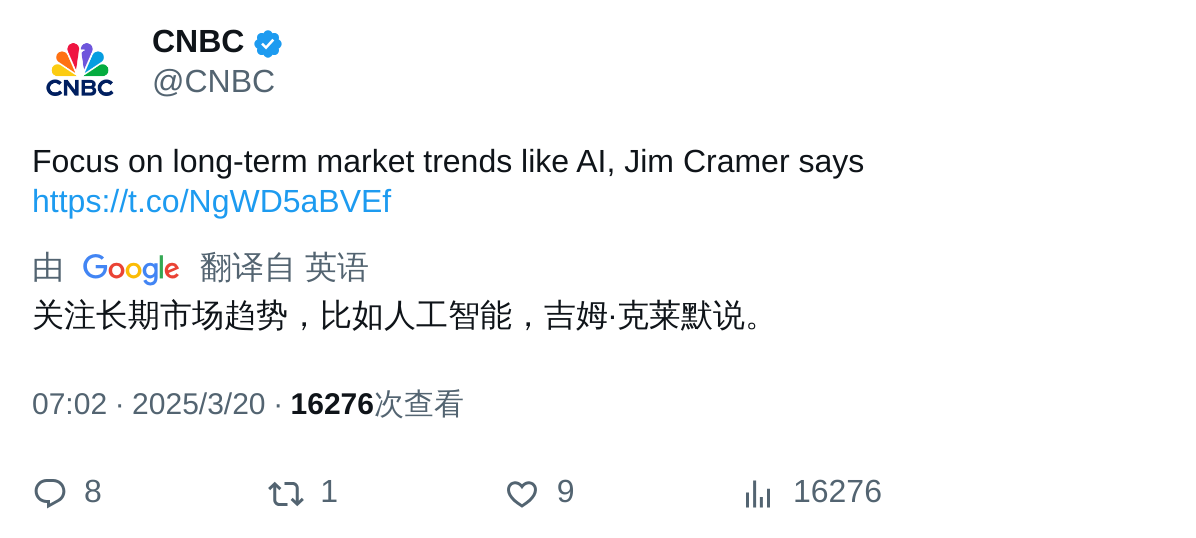 CNBC
CNBC
@CNBC
Focus on long-term market trends like AI, Jim Cramer says
https://t.co/NgWD5aBVEf
由 Google 翻译自 英语
关注长期市场趋势，比如人工智能，吉姆·克莱默说。
07:02 · 2025/3/20 · 16276次查看
8 1 9 16276